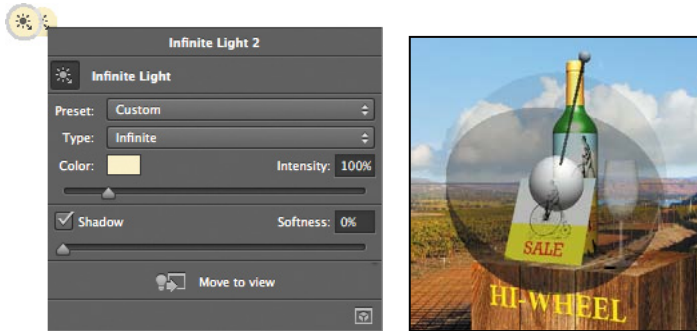 Infinite Light 2
Infinite Light
Preset: Custom
Type: Infinite
Color: Intensity: 100%
Shadow Softness: 0%
Move to view
SALE
HI-WHEEL